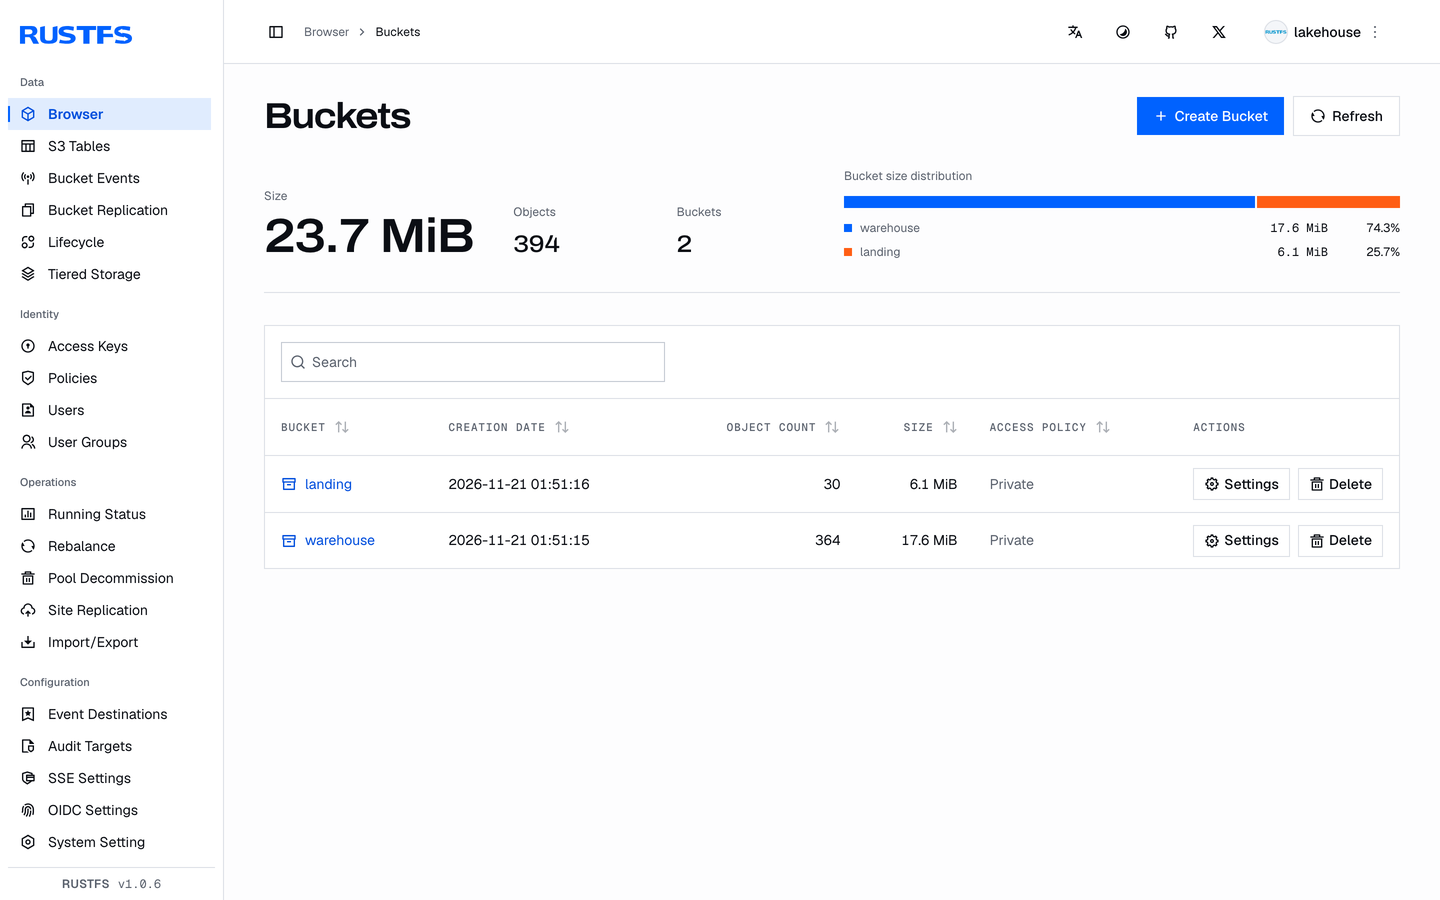 RUSTFS
Data
Browser
S3 Tables
Bucket Events
Bucket Replication
Lifecycle
Tiered Storage
Identity
Access Keys
Policies
Users
User Groups
Operations
Running Status
Rebalance
Pool Decommission
Site Replication
Import/Export
Configuration
Event Destinations
Audit Targets
SSE Settings
OIDC Settings
System Setting
RUSTFS v1.0.6
Browser > Buckets
RUSTFS lakehouse
Buckets
+ Create Bucket
Refresh
Size
23.7 MiB
Objects
394
Buckets
2
Bucket size distribution
warehouse 17.6 MiB 74.3%
landing 6.1 MiB 25.7%
Search
BUCKET CREATION DATE OBJECT COUNT SIZE ACCESS POLICY ACTIONS
landing 2026-11-21 01:51:16 30 6.1 MiB Private Settings Delete
warehouse 2026-11-21 01:51:15 364 17.6 MiB Private Settings Delete